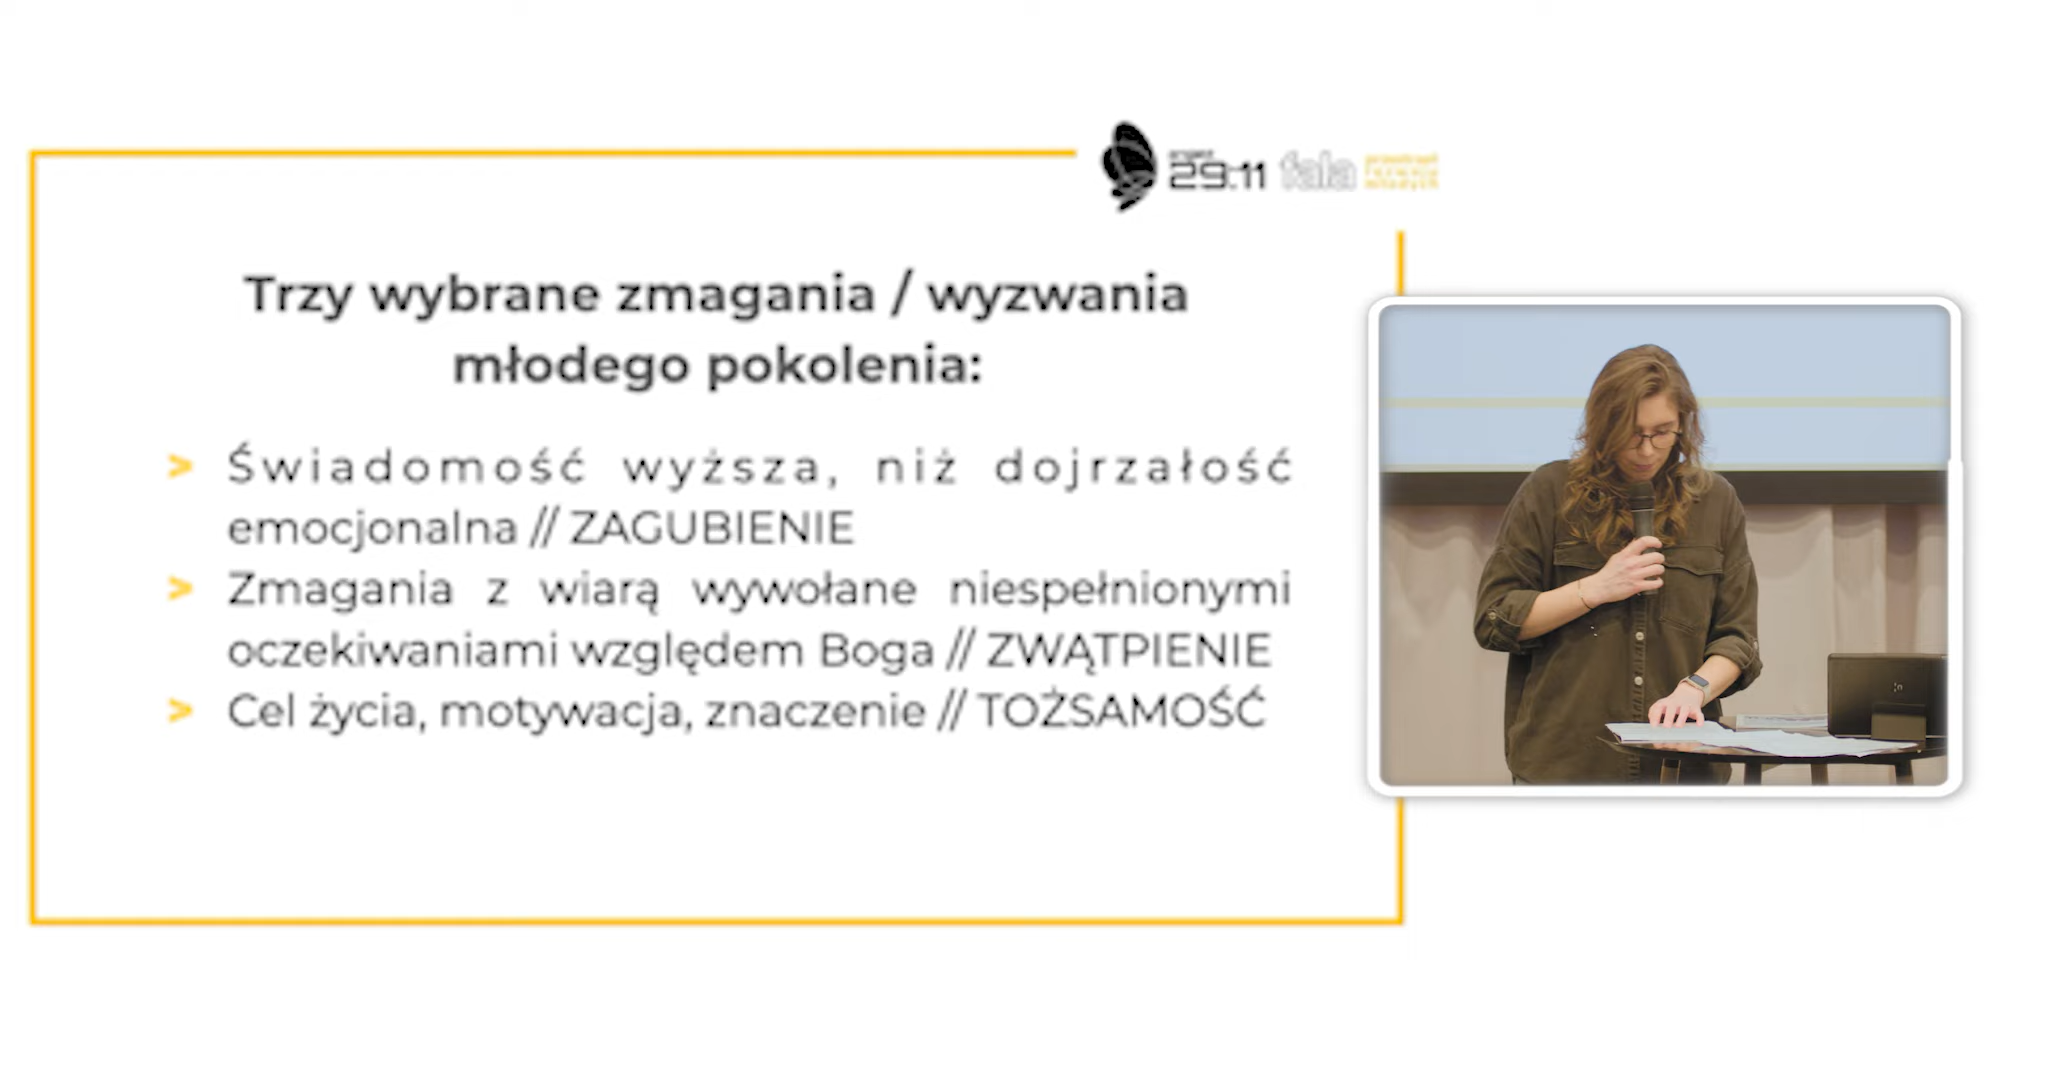 project
29:11 fala
Trzy wybrane zmagania / wyzwania
młodego pokolenia:
> Świadomość wyższa, niż dojrzałość
emocjonalna // ZAGUBIENIE
> Zmagania z wiarą wywołane niespełnionymi
oczekiwaniami względem Boga // ZWĄTPIENIE
> Cel życia, motywacja, znaczenie // TOŻSAMOŚĆ